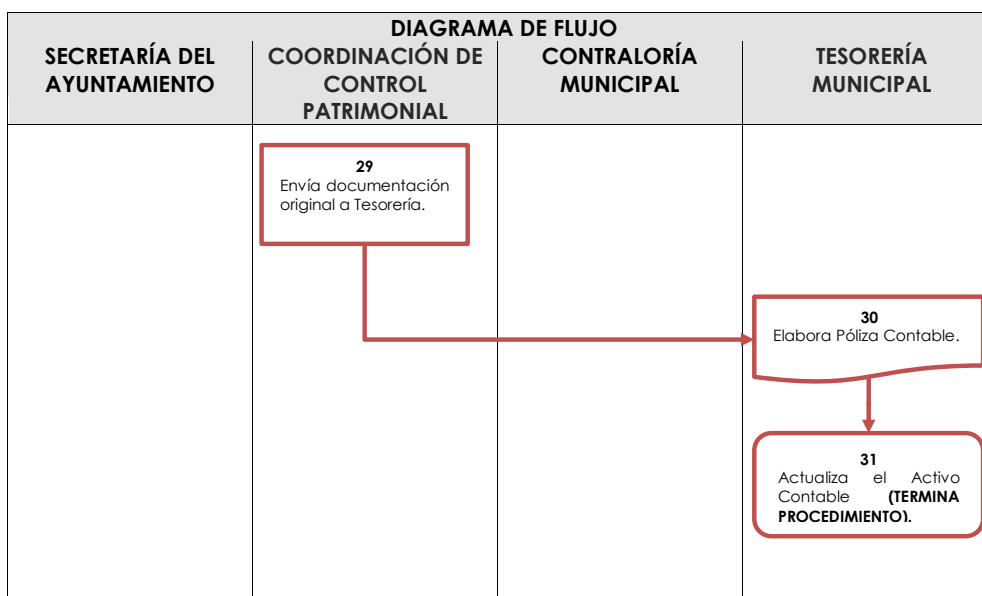 DIAGRAMA DE FLUJO
SECRETARÍA DEL
AYUNTAMIENTO
COORDINACIÓN DE
CONTROL
PATRIMONIAL
CONTRALORÍA
MUNICIPAL
TESORERÍA
MUNICIPAL
29
Envía documentación
original a Tesorería.
30
Elabora Póliza Contable.
31
Actualiza el Activo
Contable (TERMINA
PROCEDIMIENTO).